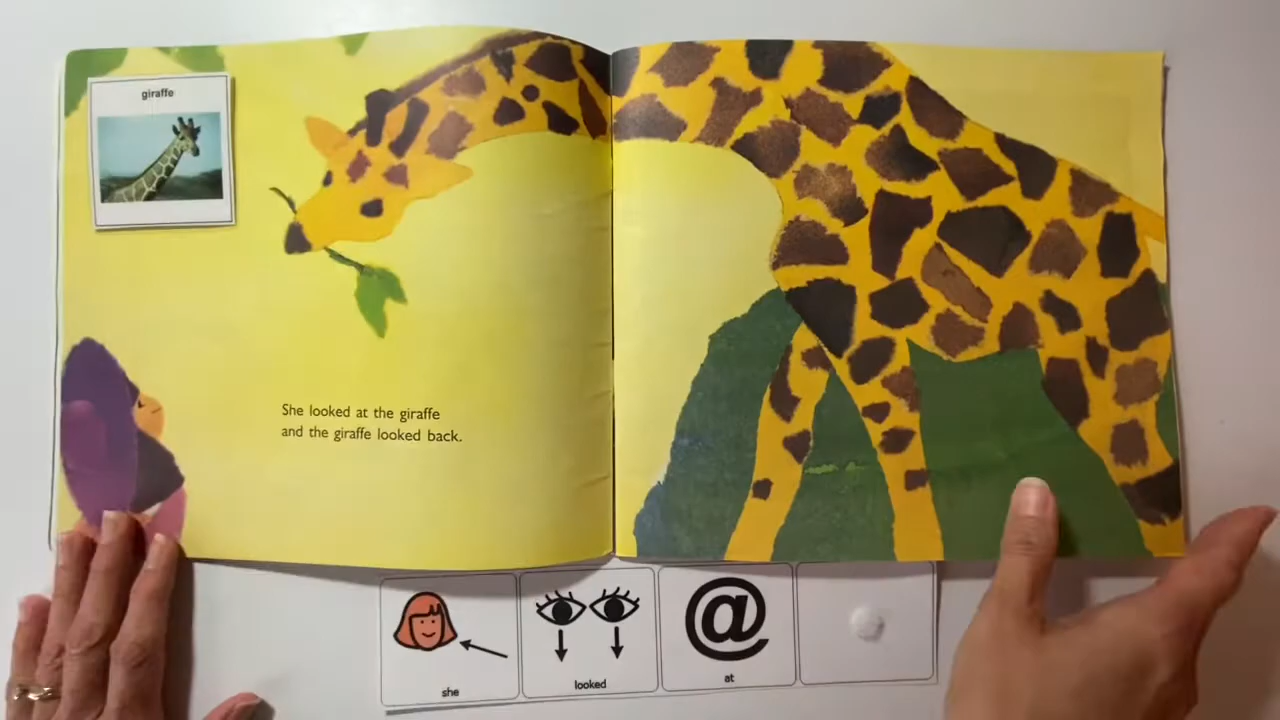 giraffe
She looked at the giraffe
and the giraffe looked back.
@
she
looked
at